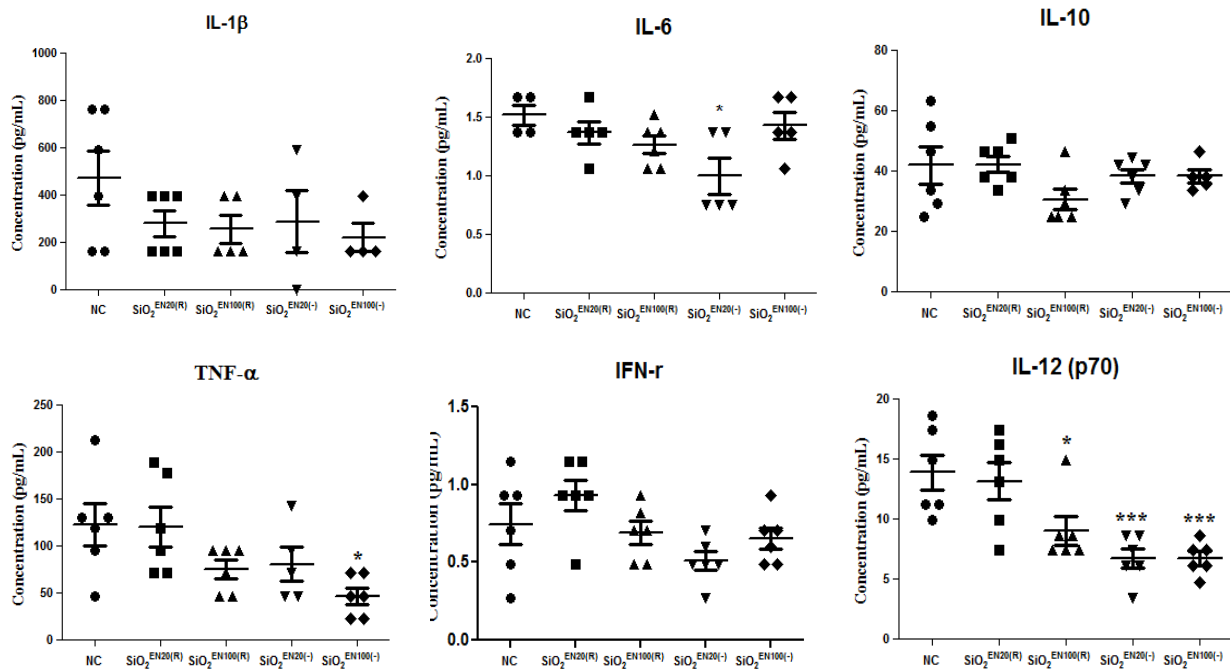 IL-1β
Concentration (pg/mL)
1000
800
600
400
200
0
NC SiO₂ᴱᴺ²⁰⁽ᴿ⁾ SiO₂ᴱᴺ¹⁰⁰⁽ᴿ⁾ SiO₂ᴱᴺ²⁰⁽⁻⁾ SiO₂ᴱᴺ¹⁰⁰⁽⁻⁾
IL-6
Concentration (pg/mL)
2.0
1.5
1.0
0.5
0.0
*
NC SiO₂ᴱᴺ²⁰⁽ᴿ⁾ SiO₂ᴱᴺ¹⁰⁰⁽ᴿ⁾ SiO₂ᴱᴺ²⁰⁽⁻⁾ SiO₂ᴱᴺ¹⁰⁰⁽⁻⁾
IL-10
Concentration (pg/mL)
80
60
40
20
0
NC SiO₂ᴱᴺ²⁰⁽ᴿ⁾ SiO₂ᴱᴺ¹⁰⁰⁽ᴿ⁾ SiO₂ᴱᴺ²⁰⁽⁻⁾ SiO₂ᴱᴺ¹⁰⁰⁽⁻⁾
TNF-α
Concentration (pg/mL)
250
200
150
100
50
0
*
NC SiO₂ᴱᴺ²⁰⁽ᴿ⁾ SiO₂ᴱᴺ¹⁰⁰⁽ᴿ⁾ SiO₂ᴱᴺ²⁰⁽⁻⁾ SiO₂ᴱᴺ¹⁰⁰⁽⁻⁾
IFN-r
Concentration (pg/mL)
1.5
1.0
0.5
0.0
NC SiO₂ᴱᴺ²⁰⁽ᴿ⁾ SiO₂ᴱᴺ¹⁰⁰⁽ᴿ⁾ SiO₂ᴱᴺ²⁰⁽⁻⁾ SiO₂ᴱᴺ¹⁰⁰⁽⁻⁾
IL-12 (p70)
Concentration (pg/mL)
20
15
10
5
0
* *** ***
NC SiO₂ᴱᴺ²⁰⁽ᴿ⁾ SiO₂ᴱᴺ¹⁰⁰⁽ᴿ⁾ SiO₂ᴱᴺ²⁰⁽⁻⁾ SiO₂ᴱᴺ¹⁰⁰⁽⁻⁾